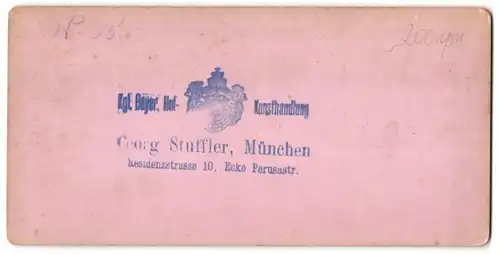 Kgl. Bayer. Hof- Kunsthandlung
Georg Stuffler, München
Residenzstrasse 10, Ecke Perusastr.